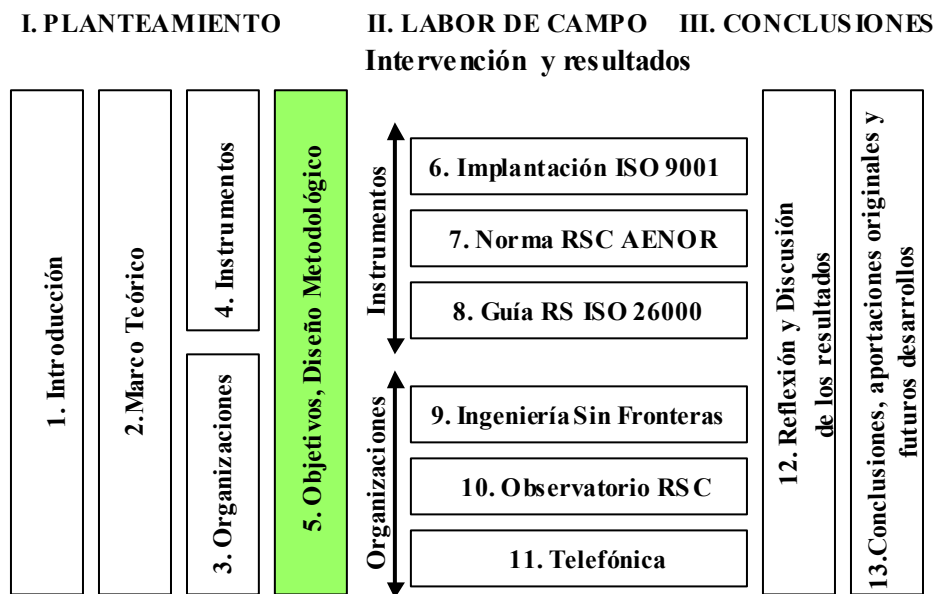 I. PLANTEAMIENTO
II. LABOR DE CAMPO
III. CONCLUSIONES
Intervención y resultados
1. Introducción
2.Marco Teórico
4. Instrumentos
3. Organizaciones
5. Objetivos, Diseño Metodológico
Instrumentos
6. Implantación ISO 9001
7. Norma RSC AENOR
8. Guía RS ISO 26000
Organizaciones
9. Ingeniería Sin Fronteras
10. Observatorio RSC
11. Telefónica
12. Reflexión y Discusión
de los resultados
13.Conclusiones, aportaciones originales y
futuros desarrollos